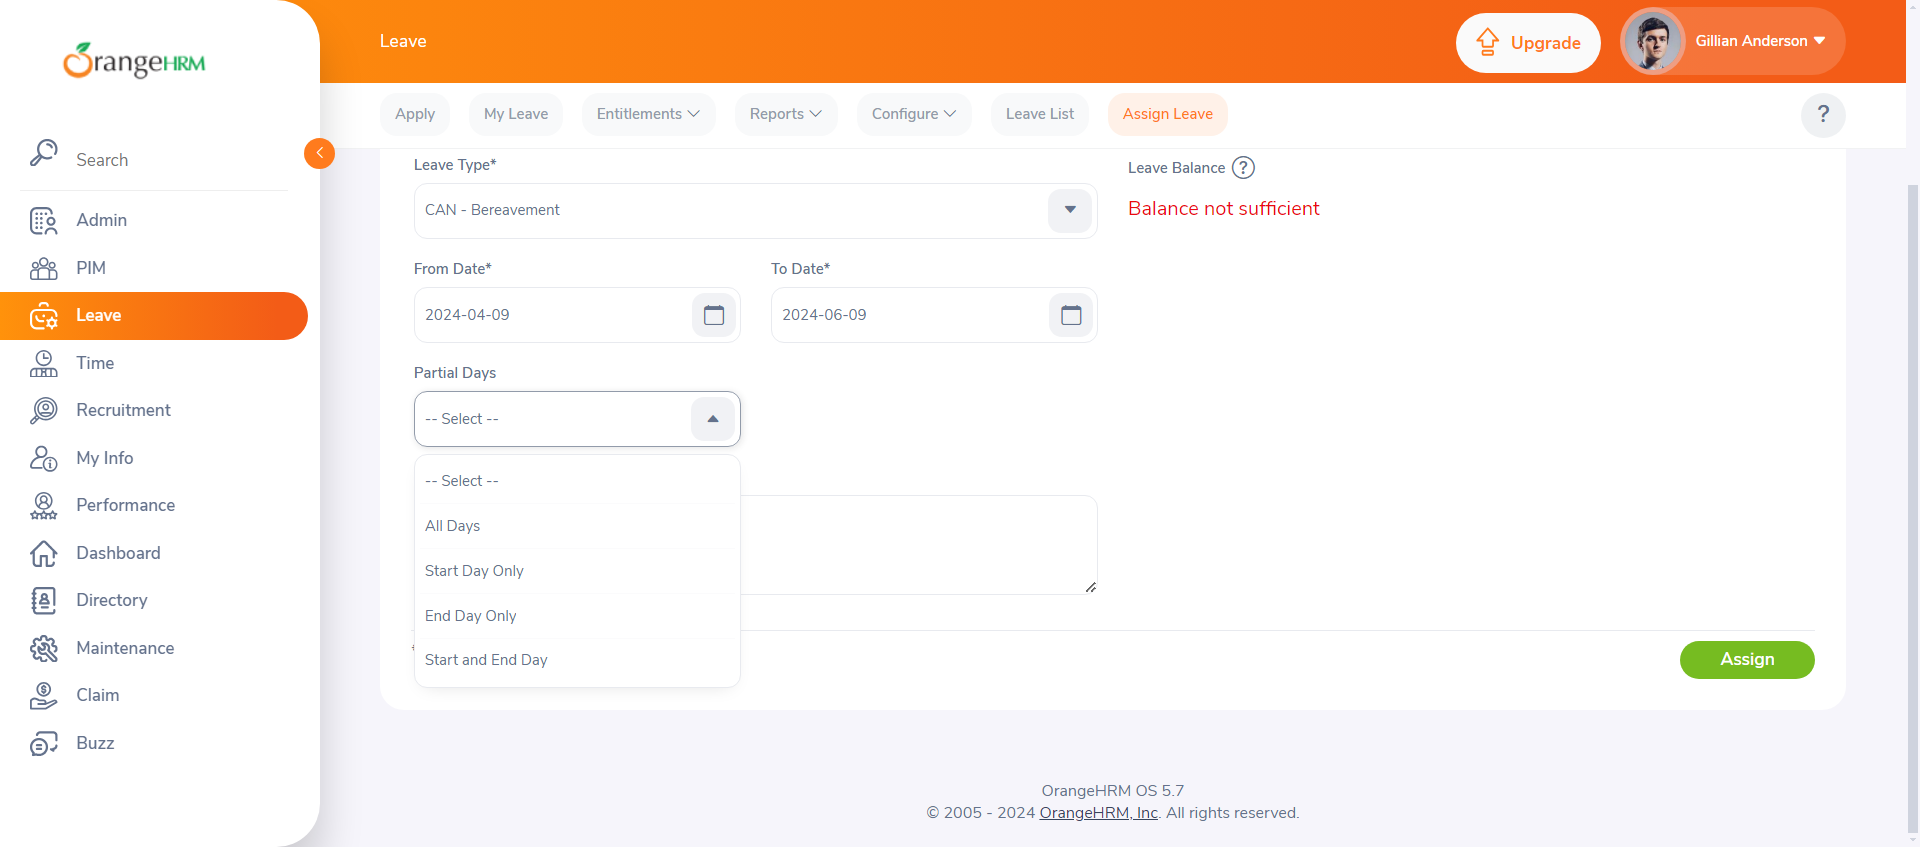 OrangeHRM
Leave
Upgrade
Gillian Anderson
Apply
My Leave
Entitlements
Reports
Configure
Leave List
Assign Leave
?
Search
Admin
PIM
Leave
Time
Recruitment
My Info
Performance
Dashboard
Directory
Maintenance
Claim
Buzz
Leave Type*
CAN - Bereavement
Leave Balance ?
Balance not sufficient
From Date*
To Date*
2024-04-09
2024-06-09
Partial Days
-- Select --
-- Select --
All Days
Start Day Only
End Day Only
Start and End Day
Assign
OrangeHRM OS 5.7
© 2005 - 2024 OrangeHRM, Inc. All rights reserved.